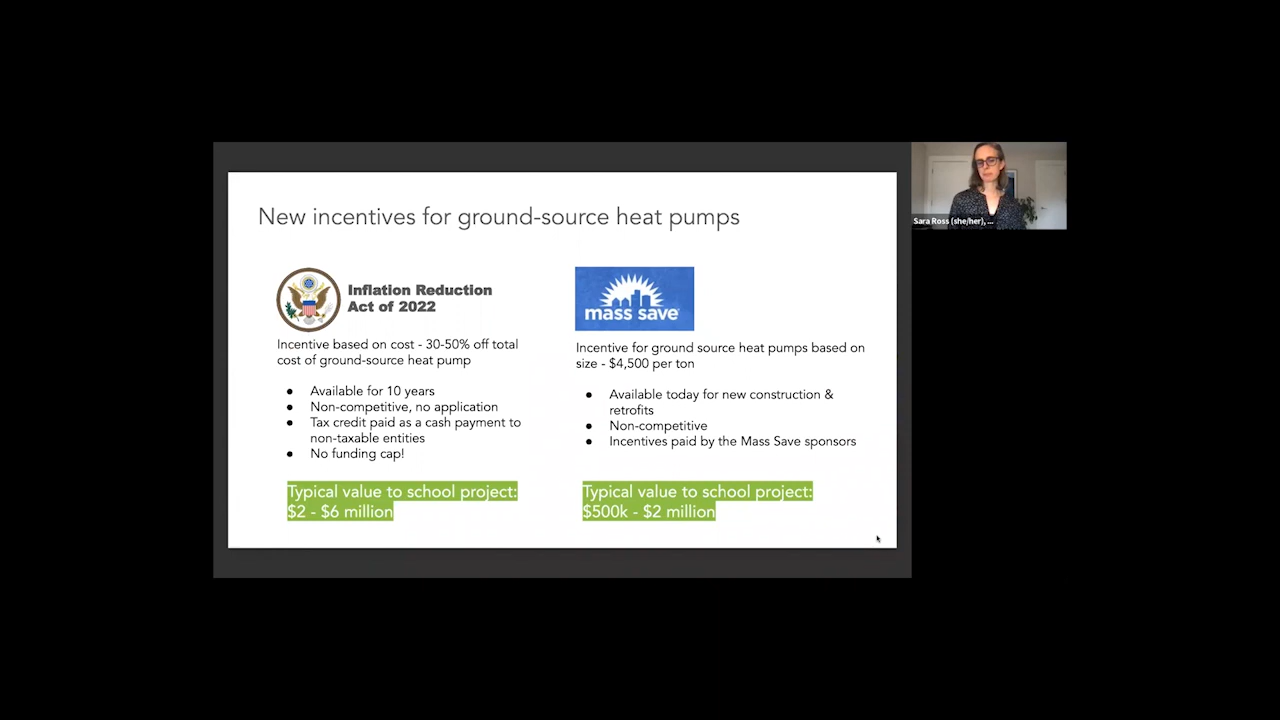 New incentives for ground-source heat pumps
Inflation Reduction
Act of 2022
Incentive based on cost - 30-50% off total
cost of ground-source heat pump
● Available for 10 years
● Non-competitive, no application
● Tax credit paid as a cash payment to
non-taxable entities
● No funding cap!
Typical value to school project:
$2 - $6 million
mass save
Incentive for ground source heat pumps based on
size - $4,500 per ton
● Available today for new construction &
retrofits
● Non-competitive
● Incentives paid by the Mass Save sponsors
Typical value to school project:
$500k - $2 million
Sara Ross (she/her), ...